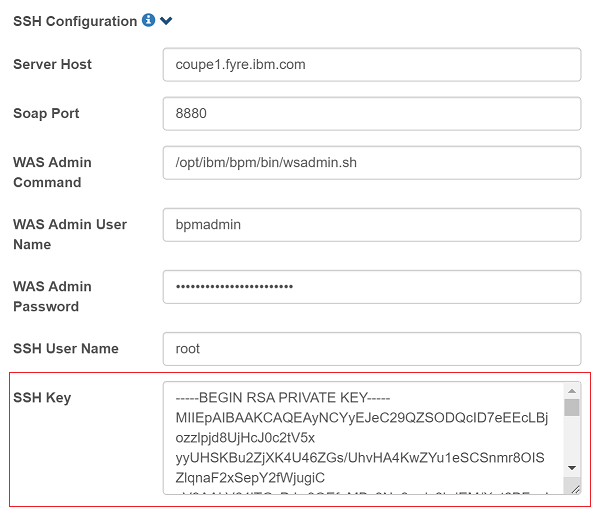 SSH Configuration
Server Host
coupe1.fyre.ibm.com
Soap Port
8880
WAS Admin
Command
/opt/ibm/bpm/bin/wsadmin.sh
WAS Admin User
Name
bpmadmin
WAS Admin
Password
SSH User Name
root
SSH Key
-----BEGIN RSA PRIVATE KEY-----
MIIEpAIBAAKCAQEAyNCYyEJeC29QZSODQcID7eEEcLBj
ozzlpjd8UjHcJ0c2tV5x
yyUHSKBu2ZjXK4U46ZGs/UhvHA4KwZYu1eSCSnmr8OIS
ZlqnaF2xSepY2fWjugiC